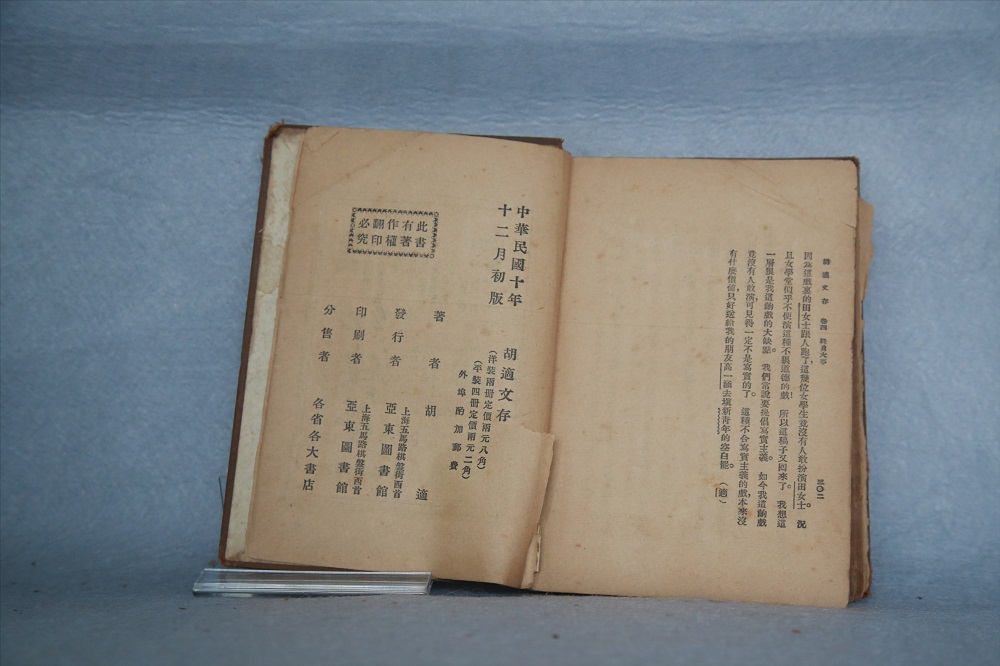 胡適文存　卷四　終身大事
三〇二
因爲這戲裏的田女士跟人跑了，這幾位女學生竟沒有人敢扮演田女士。況
且女學堂似乎不便演這種不狠道德的戲！所以這稿子又回來了。我想這
一層狠是我這齣戲的大缺點。我們常說要提倡寫實主義。如今我這齣戲
竟沒有人敢演，可見得一定不是寫實的了。這種不合寫實主義的戲，本來沒
有什麼價值，只好送給我的朋友高一涵去塡新靑年的空白罷。（適）
中華民國十年
十二月初版
胡適文存
（洋裝兩冊定價兩元八角）
（平裝四冊定價兩元二角）
外埠酌加郵費
著者　胡適
發行者　上海五馬路棋盤街西首
亞東圖書館
印刷者　上海五馬路棋盤街西首
亞東圖書館
分售者　各省各大書店
此書
有著
作權
翻印
必究